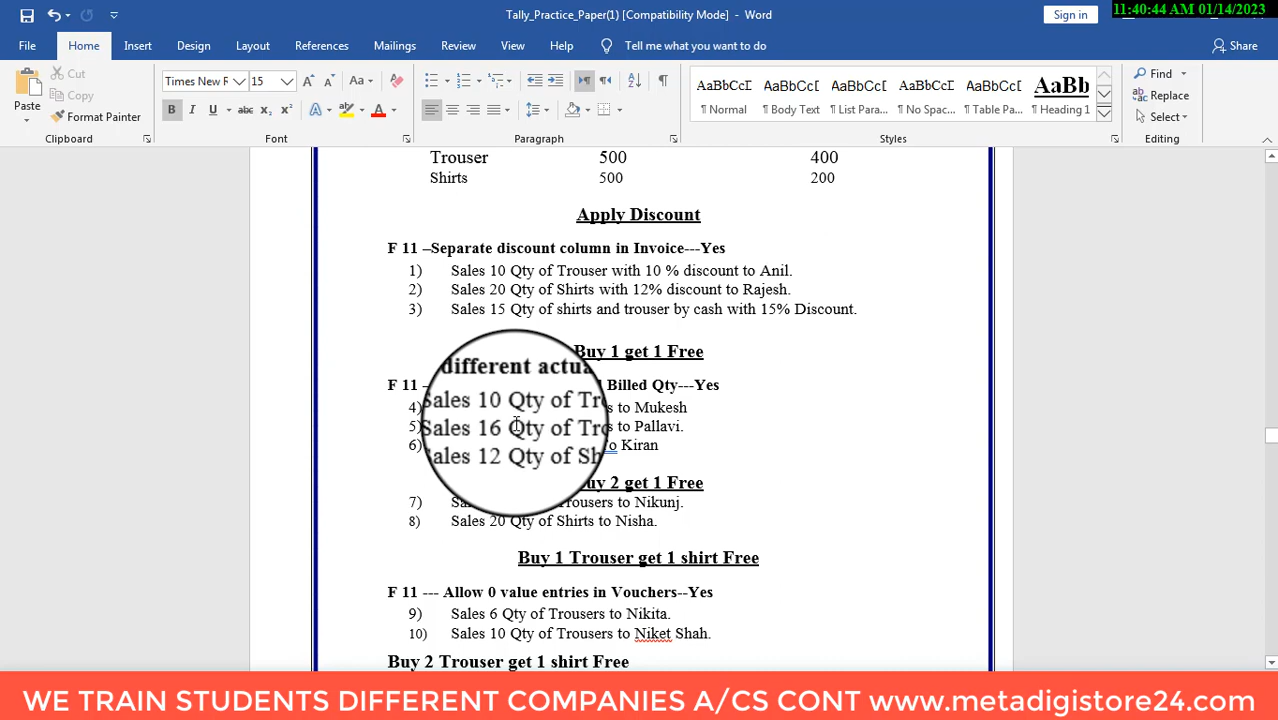 Tally_Practice_Paper(1) [Compatibility Mode] - Word
Sign in
11:40:44 AM 01/14/2023
File Home Insert Design Layout References Mailings Review View Help Tell me what you want to do Share
Paste
Cut
Copy
Format Painter
Clipboard
Times New R 15
Aa
B I U abc x₂ x² A A
Font
Paragraph
AaBbCcI AaBbCcI AaBbCcI AaBbCcI AaBbCcI AaBb
¶ Normal ¶ Body Text ¶ List Para... ¶ No Spac... ¶ Table Pa... ¶ Heading 1
Styles
Find
Replace
Select
Editing
Trouser 500 400
Shirts 500 200
Apply Discount
F 11 –Separate discount column in Invoice---Yes
1) Sales 10 Qty of Trouser with 10 % discount to Anil.
2) Sales 20 Qty of Shirts with 12% discount to Rajesh.
3) Sales 15 Qty of shirts and trouser by cash with 15% Discount.
Buy 1 get 1 Free
F 11 – different actua Billed Qty---Yes
4) Sales 10 Qty of Tro s to Mukesh
5) Sales 16 Qty of Tro s to Pallavi.
6) Sales 12 Qty of Sh o Kiran
uy 2 get 1 Free
7) Sa rousers to Nikunj.
8) Sales 20 Qty of Shirts to Nisha.
Buy 1 Trouser get 1 shirt Free
F 11 --- Allow 0 value entries in Vouchers--Yes
9) Sales 6 Qty of Trousers to Nikita.
10) Sales 10 Qty of Trousers to Niket Shah.
Buy 2 Trouser get 1 shirt Free
WE TRAIN STUDENTS DIFFERENT COMPANIES A/CS CONT www.metadigistore24.com